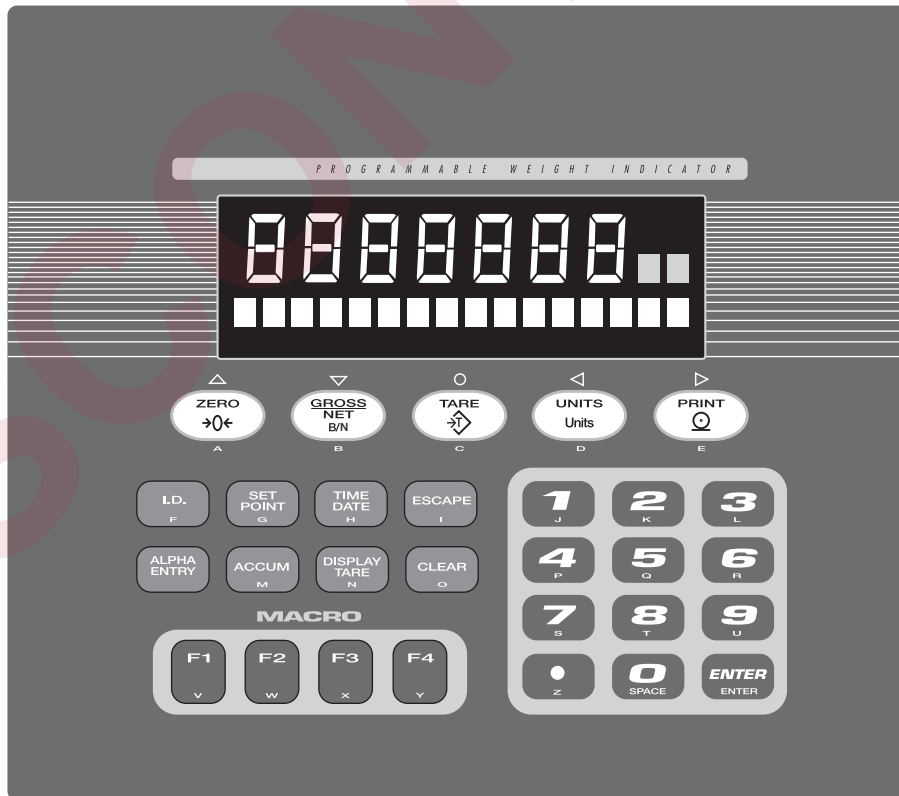 PROGRAMMABLE WEIGHT INDICATOR
8888888
ZERO GROSS TARE UNITS PRINT
→0← NET T Units
B/N
A B C D E
I.D. SET POINT TIME DATE ESCAPE
F G H I
ALPHA ENTRY ACCUM DISPLAY TARE CLEAR
M N O
1 2 3
J K L
4 5 6
P Q R
7 8 9
S T U
. 0 ENTER
Z SPACE ENTER
MACRO
F1 F2 F3 F4
V W X Y